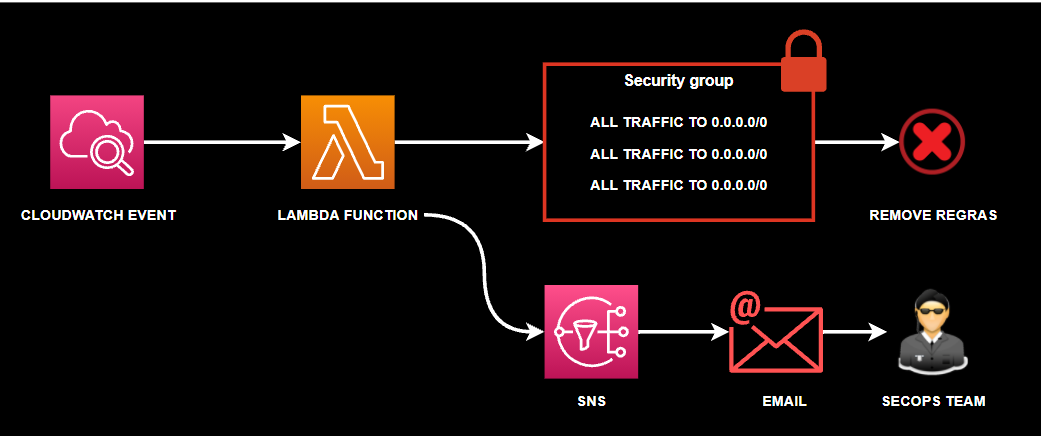 Security group
ALL TRAFFIC TO 0.0.0.0/0
ALL TRAFFIC TO 0.0.0.0/0
ALL TRAFFIC TO 0.0.0.0/0
CLOUDWATCH EVENT
LAMBDA FUNCTION
REMOVE REGRAS
@
SNS
EMAIL
SECOPS TEAM